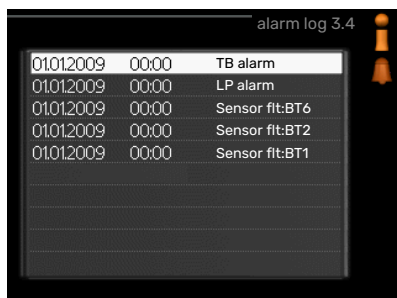 alarm log 3.4
01.01.2009 00:00 TB alarm
01.01.2009 00:00 LP alarm
01.01.2009 00:00 Sensor flt:BT6
01.01.2009 00:00 Sensor flt:BT2
01.01.2009 00:00 Sensor flt:BT1